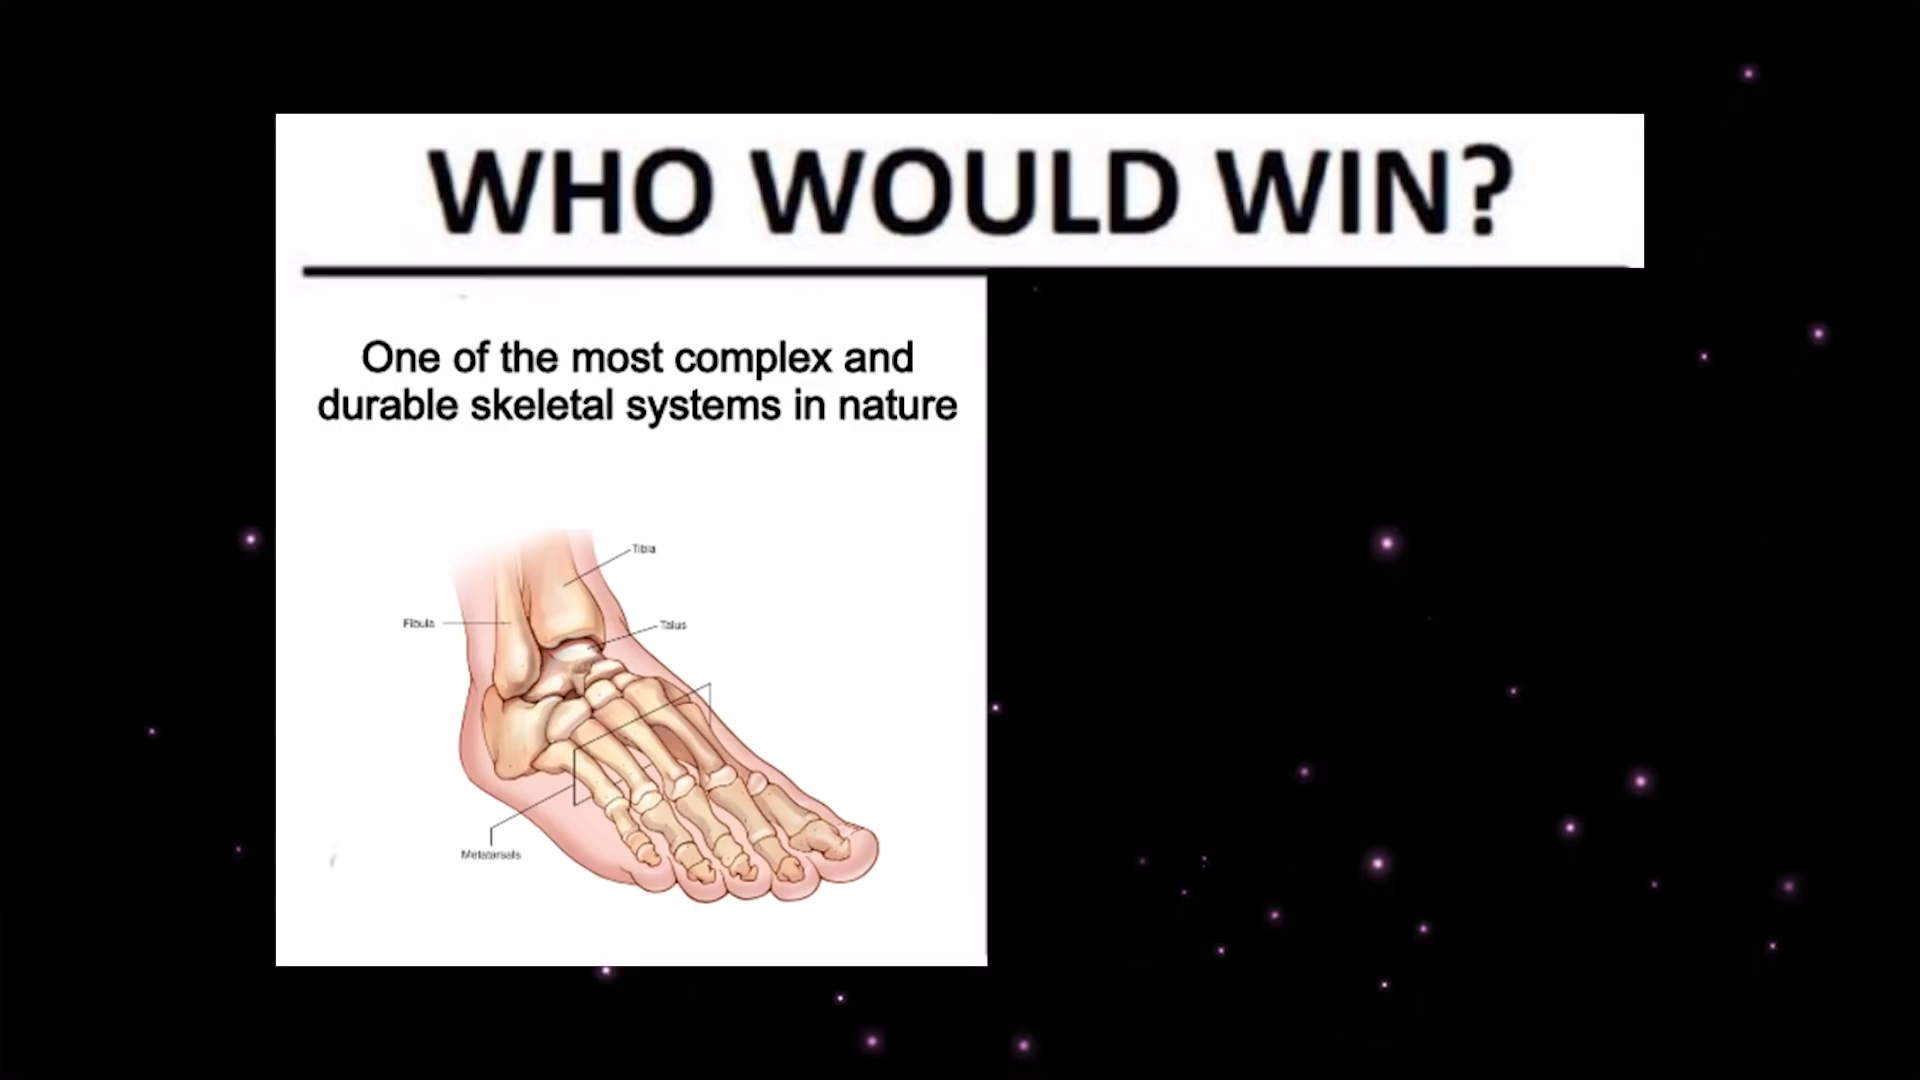 WHO WOULD WIN?
One of the most complex and
durable skeletal systems in nature
Tibia
Fibula
Talus
Metatarsals